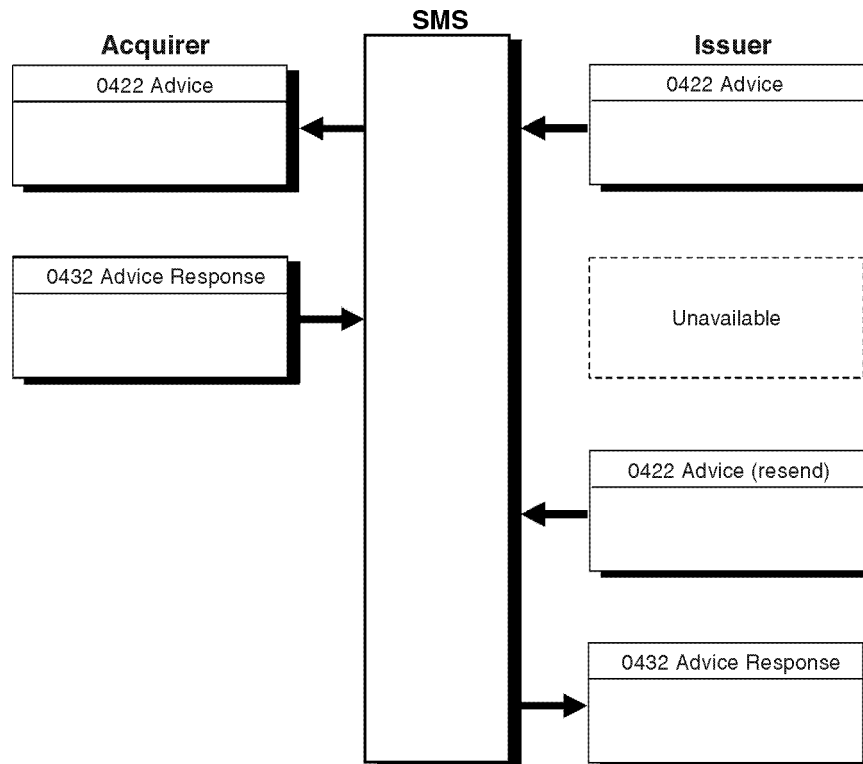 SMS
Acquirer
Issuer
0422 Advice
0422 Advice
0432 Advice Response
Unavailable
0422 Advice (resend)
0432 Advice Response